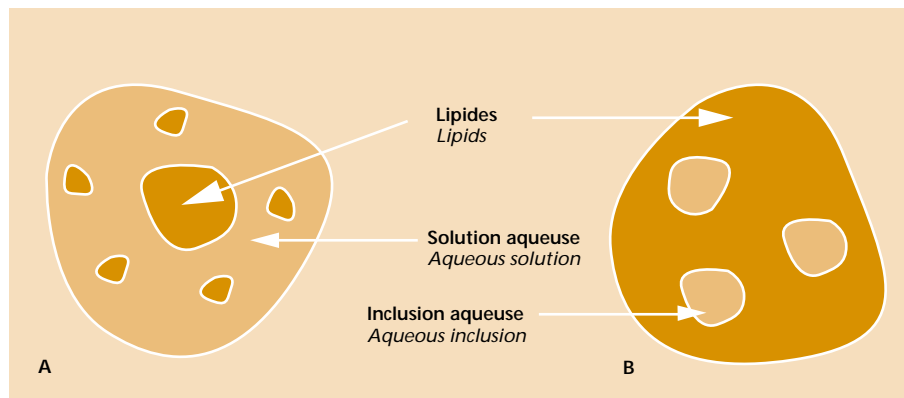 Lipides
Lipids
Solution aqueuse
Aqueous solution
Inclusion aqueuse
Aqueous inclusion
A
B